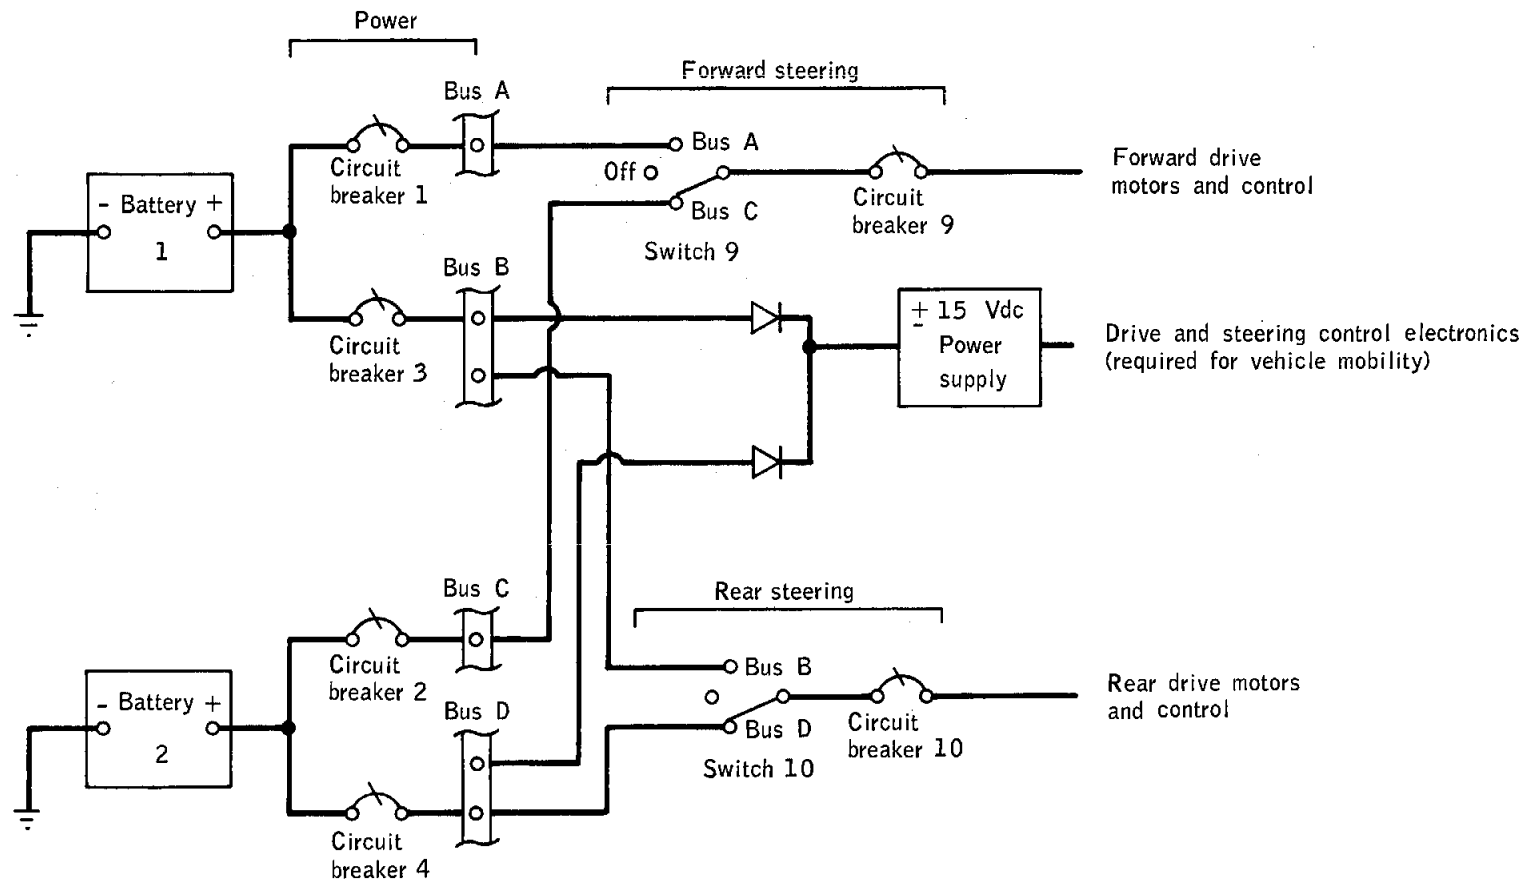 Power
Forward steering
Bus A
Bus A
Off
Bus C
Switch 9
Circuit
breaker 1
Circuit
breaker 9
Forward drive
motors and control
- Battery +
1
Bus B
Circuit
breaker 3
± 15 Vdc
Power
supply
Drive and steering control electronics
(required for vehicle mobility)
Bus C
Circuit
breaker 2
Rear steering
Bus B
Bus D
Switch 10
Circuit
breaker 10
Rear drive motors
and control
- Battery +
2
Bus D
Circuit
breaker 4